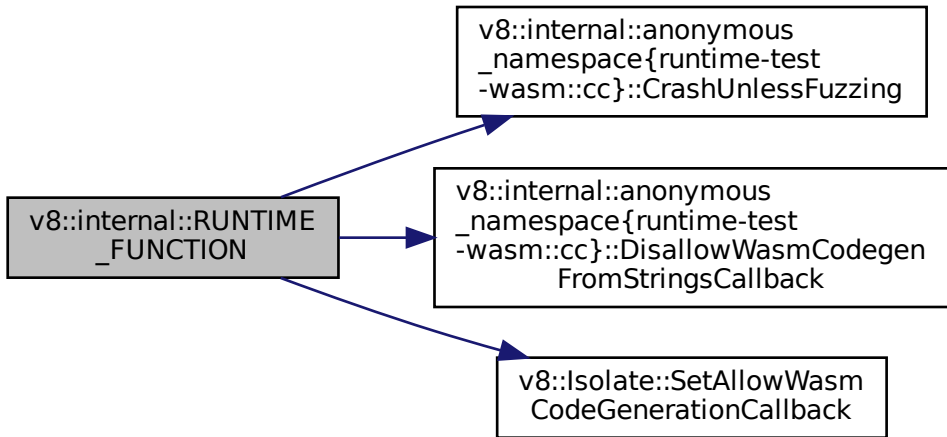 v8::internal::anonymous
_namespace{runtime-test
-wasm::cc}::CrashUnlessFuzzing
v8::internal::RUNTIME
_FUNCTION
v8::internal::anonymous
_namespace{runtime-test
-wasm::cc}::DisallowWasmCodegen
FromStringsCallback
v8::Isolate::SetAllowWasm
CodeGenerationCallback